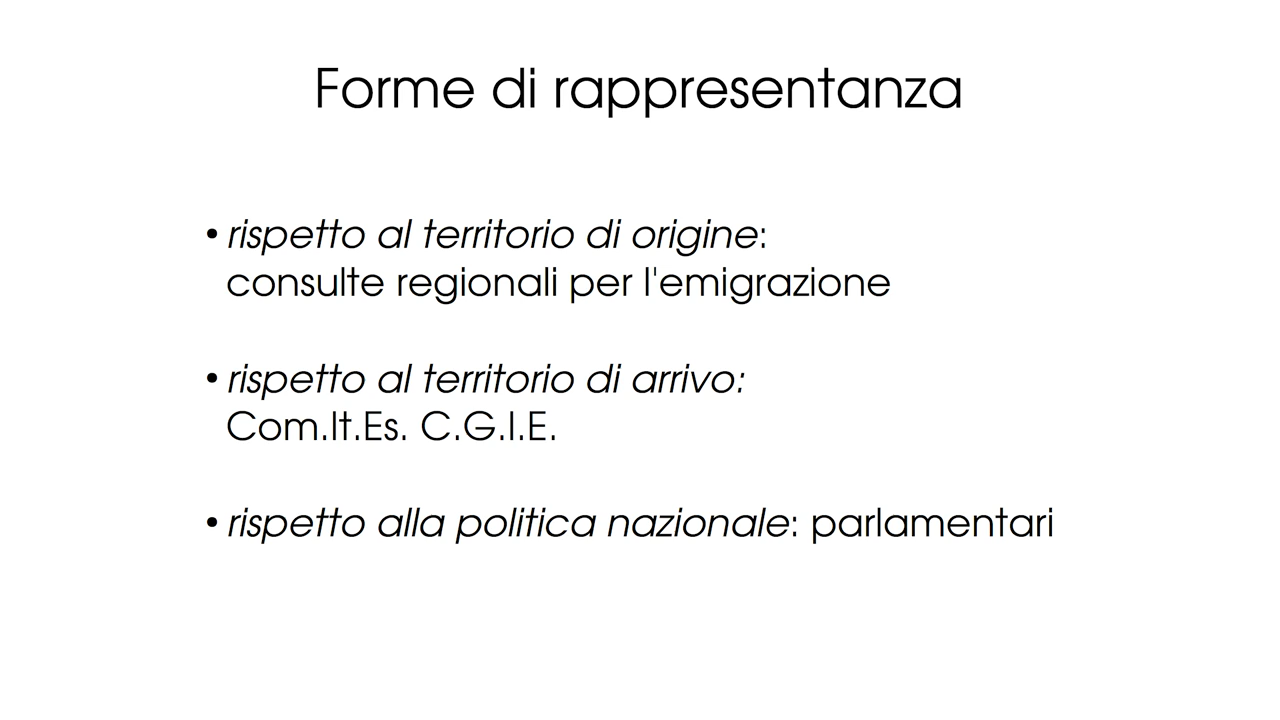 Forme di rappresentanza
• rispetto al territorio di origine:
consulte regionali per l'emigrazione
• rispetto al territorio di arrivo:
Com.It.Es. C.G.I.E.
• rispetto alla politica nazionale: parlamentari